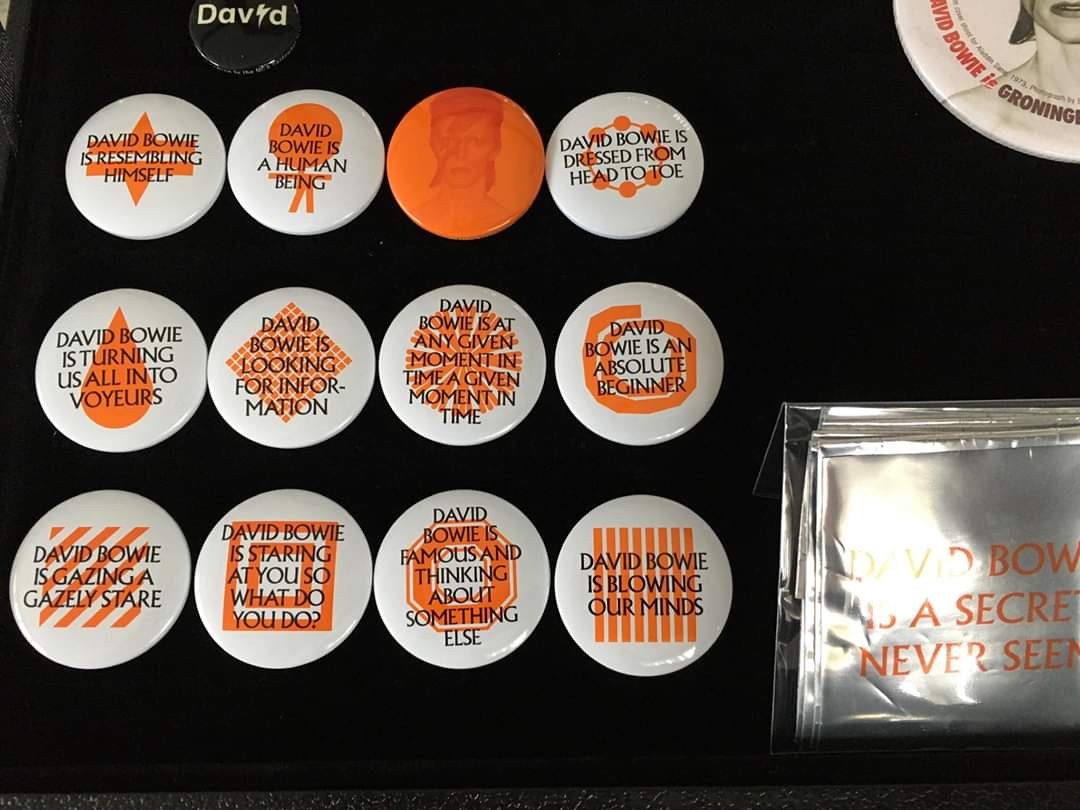 David
DAVID BOWIE is GRONING
1973. Photograph by
DAVID BOWIE
IS RESEMBLING
HIMSELF
DAVID
BOWIE IS
A HUMAN
BEING
DAVID BOWIE IS
DRESSED FROM
HEAD TO TOE
DAVID BOWIE
IS TURNING
US ALL INTO
VOYEURS
DAVID
BOWIE IS
LOOKING
FOR INFOR-
MATION
DAVID
BOWIE IS AT
ANY GIVEN
MOMENT IN
TIME A GIVEN
MOMENT IN
TIME
DAVID
BOWIE IS AN
ABSOLUTE
BEGINNER
DAVID BOWIE
IS GAZING A
GAZELY STARE
DAVID BOWIE
IS STARING
AT YOU SO
WHAT DO
YOU DO?
DAVID
BOWIE IS
FAMOUS AND
THINKING
ABOUT
SOMETHING
ELSE
DAVID BOWIE
IS BLOWING
OUR MINDS
DAVID BOW
IS A SECRET
NEVER SEEN